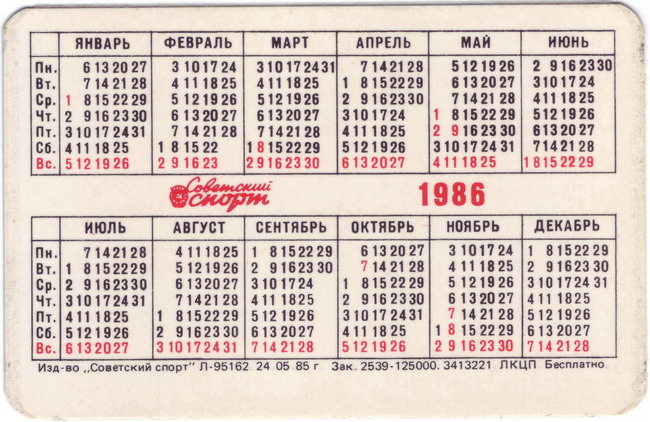 ЯНВАРЬ ФЕВРАЛЬ МАРТ АПРЕЛЬ МАЙ ИЮНЬ
Пн. 6 13 20 27 3 10 17 24 3 10 17 24 31 7 14 21 28 5 12 19 26 2 9 16 23 30
Вт. 7 14 21 28 4 11 18 25 4 11 18 25 1 8 15 22 29 6 13 20 27 3 10 17 24
Ср. 1 8 15 22 29 5 12 19 26 5 12 19 26 2 9 16 23 30 7 14 21 28 4 11 18 25
Чт. 2 9 16 23 30 6 13 20 27 6 13 20 27 3 10 17 24 1 8 15 22 29 5 12 19 26
Пт. 3 10 17 24 31 7 14 21 28 7 14 21 28 4 11 18 25 2 9 16 23 30 6 13 20 27
Сб. 4 11 18 25 1 8 15 22 1 8 15 22 29 5 12 19 26 3 10 17 24 31 7 14 21 28
Вс. 5 12 19 26 2 9 16 23 2 9 16 23 30 6 13 20 27 4 11 18 25 1 8 15 22 29
Советский спорт 1986
ИЮЛЬ АВГУСТ СЕНТЯБРЬ ОКТЯБРЬ НОЯБРЬ ДЕКАБРЬ
Пн. 7 14 21 28 4 11 18 25 1 8 15 22 29 6 13 20 27 3 10 17 24 1 8 15 22 29
Вт. 1 8 15 22 29 5 12 19 26 2 9 16 23 30 7 14 21 28 4 11 18 25 2 9 16 23 30
Ср. 2 9 16 23 30 6 13 20 27 3 10 17 24 1 8 15 22 29 5 12 19 26 3 10 17 24 31
Чт. 3 10 17 24 31 7 14 21 28 4 11 18 25 2 9 16 23 30 6 13 20 27 4 11 18 25
Пт. 4 11 18 25 1 8 15 22 29 5 12 19 26 3 10 17 24 31 7 14 21 28 5 12 19 26
Сб. 5 12 19 26 2 9 16 23 30 6 13 20 27 4 11 18 25 1 8 15 22 29 6 13 20 27
Вс. 6 13 20 27 3 10 17 24 31 7 14 21 28 5 12 19 26 2 9 16 23 30 7 14 21 28
Изд-во „Советский спорт" Л-95162 24 05 85 г Зак. 2539-125000. 3413221 ЛКЦП Бесплатно